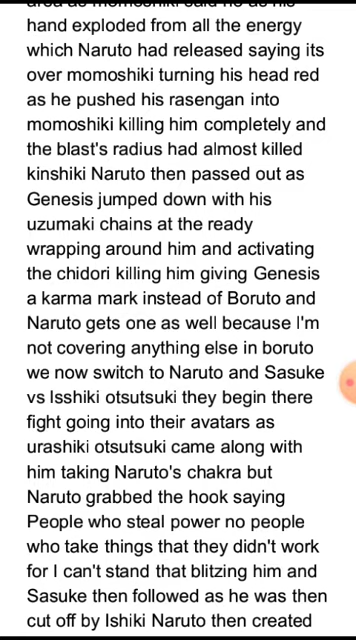 area as momoshiki said no as his
hand exploded from all the energy
which Naruto had released saying its
over momoshiki turning his head red
as he pushed his rasengan into
momoshiki killing him completely and
the blast's radius had almost killed
kinshiki Naruto then passed out as
Genesis jumped down with his
uzumaki chains at the ready
wrapping around him and activating
the chidori killing him giving Genesis
a karma mark instead of Boruto and
Naruto gets one as well because I'm
not covering anything else in boruto
we now switch to Naruto and Sasuke
vs Isshiki otsutsuki they begin there
fight going into their avatars as
urashiki otsutsuki came along with
him taking Naruto's chakra but
Naruto grabbed the hook saying
People who steal power no people
who take things that they didn't work
for I can't stand that blitzing him and
Sasuke then followed as he was then
cut off by Ishiki Naruto then created